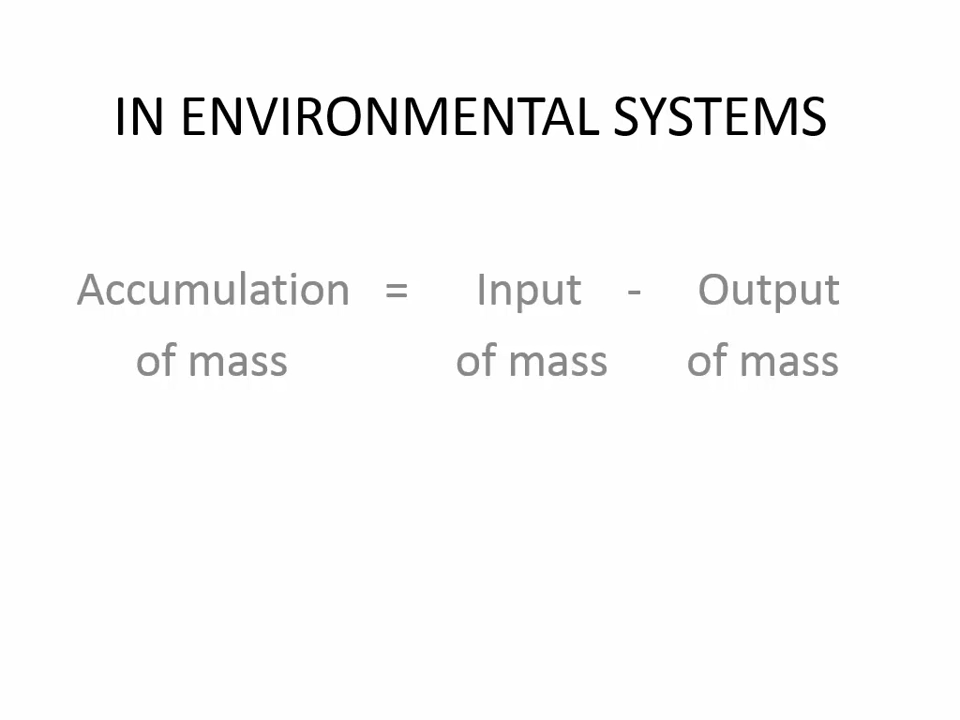 IN ENVIRONMENTAL SYSTEMS
Accumulation = Input - Output
of mass of mass of mass